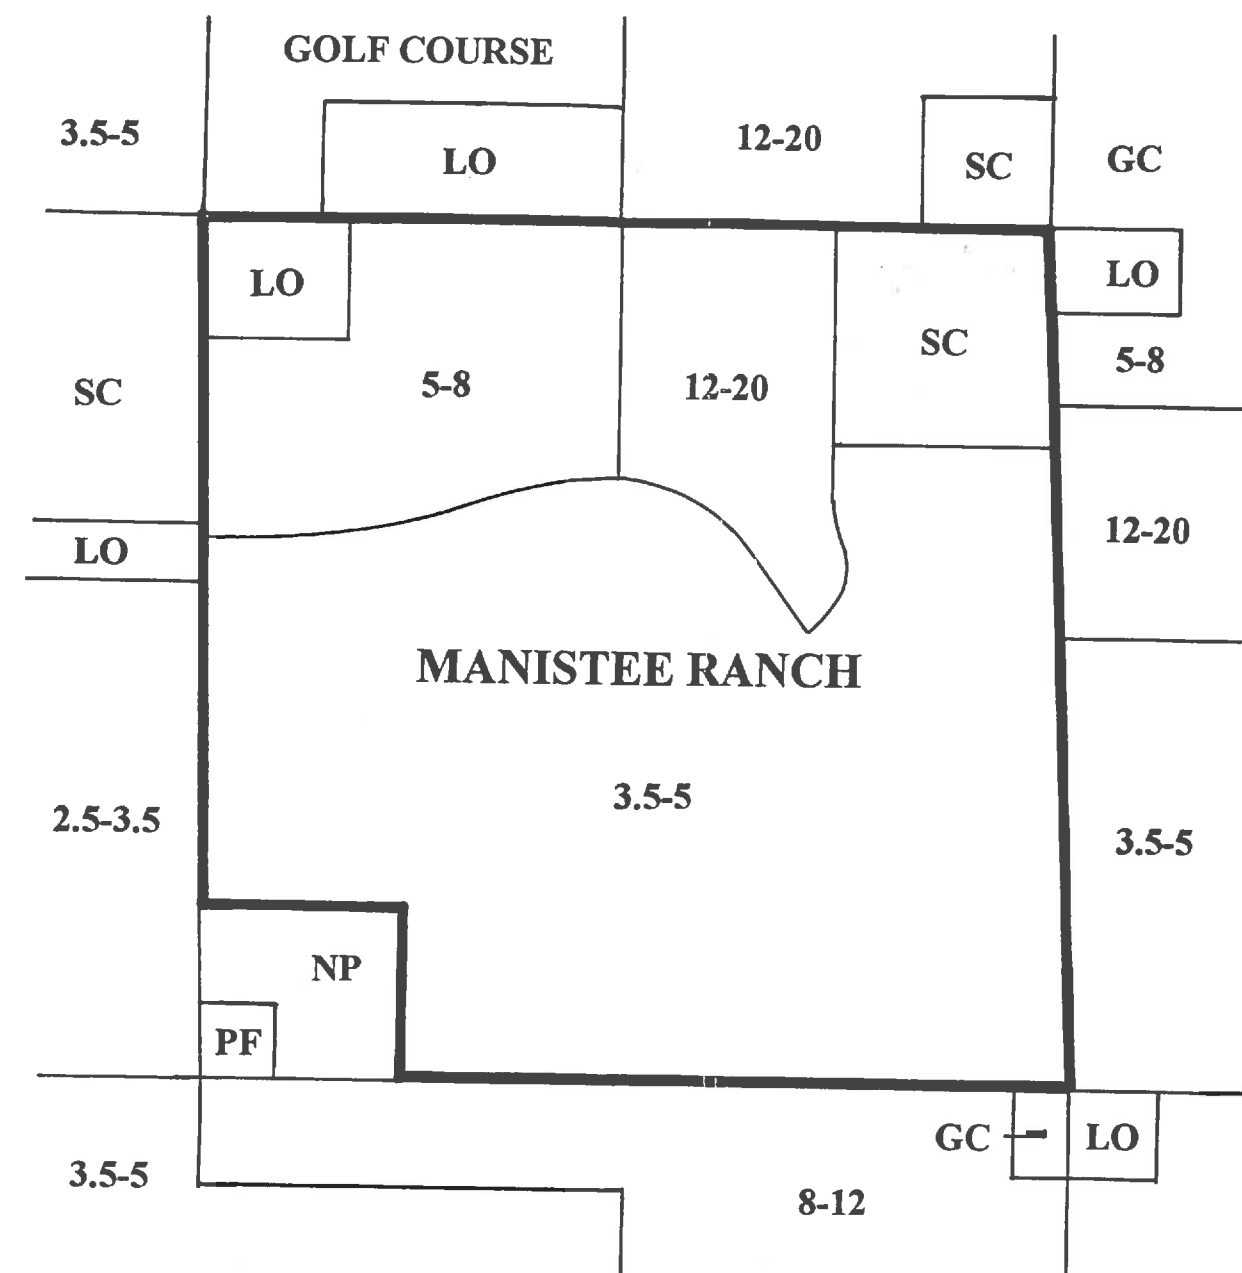 GOLF COURSE
3.5-5
LO
12-20
SC
GC
LO
LO
SC
5-8
SC
5-8
12-20
LO
12-20
MANISTEE RANCH
3.5-5
2.5-3.5
3.5-5
NP
PF
GC
LO
3.5-5
8-12